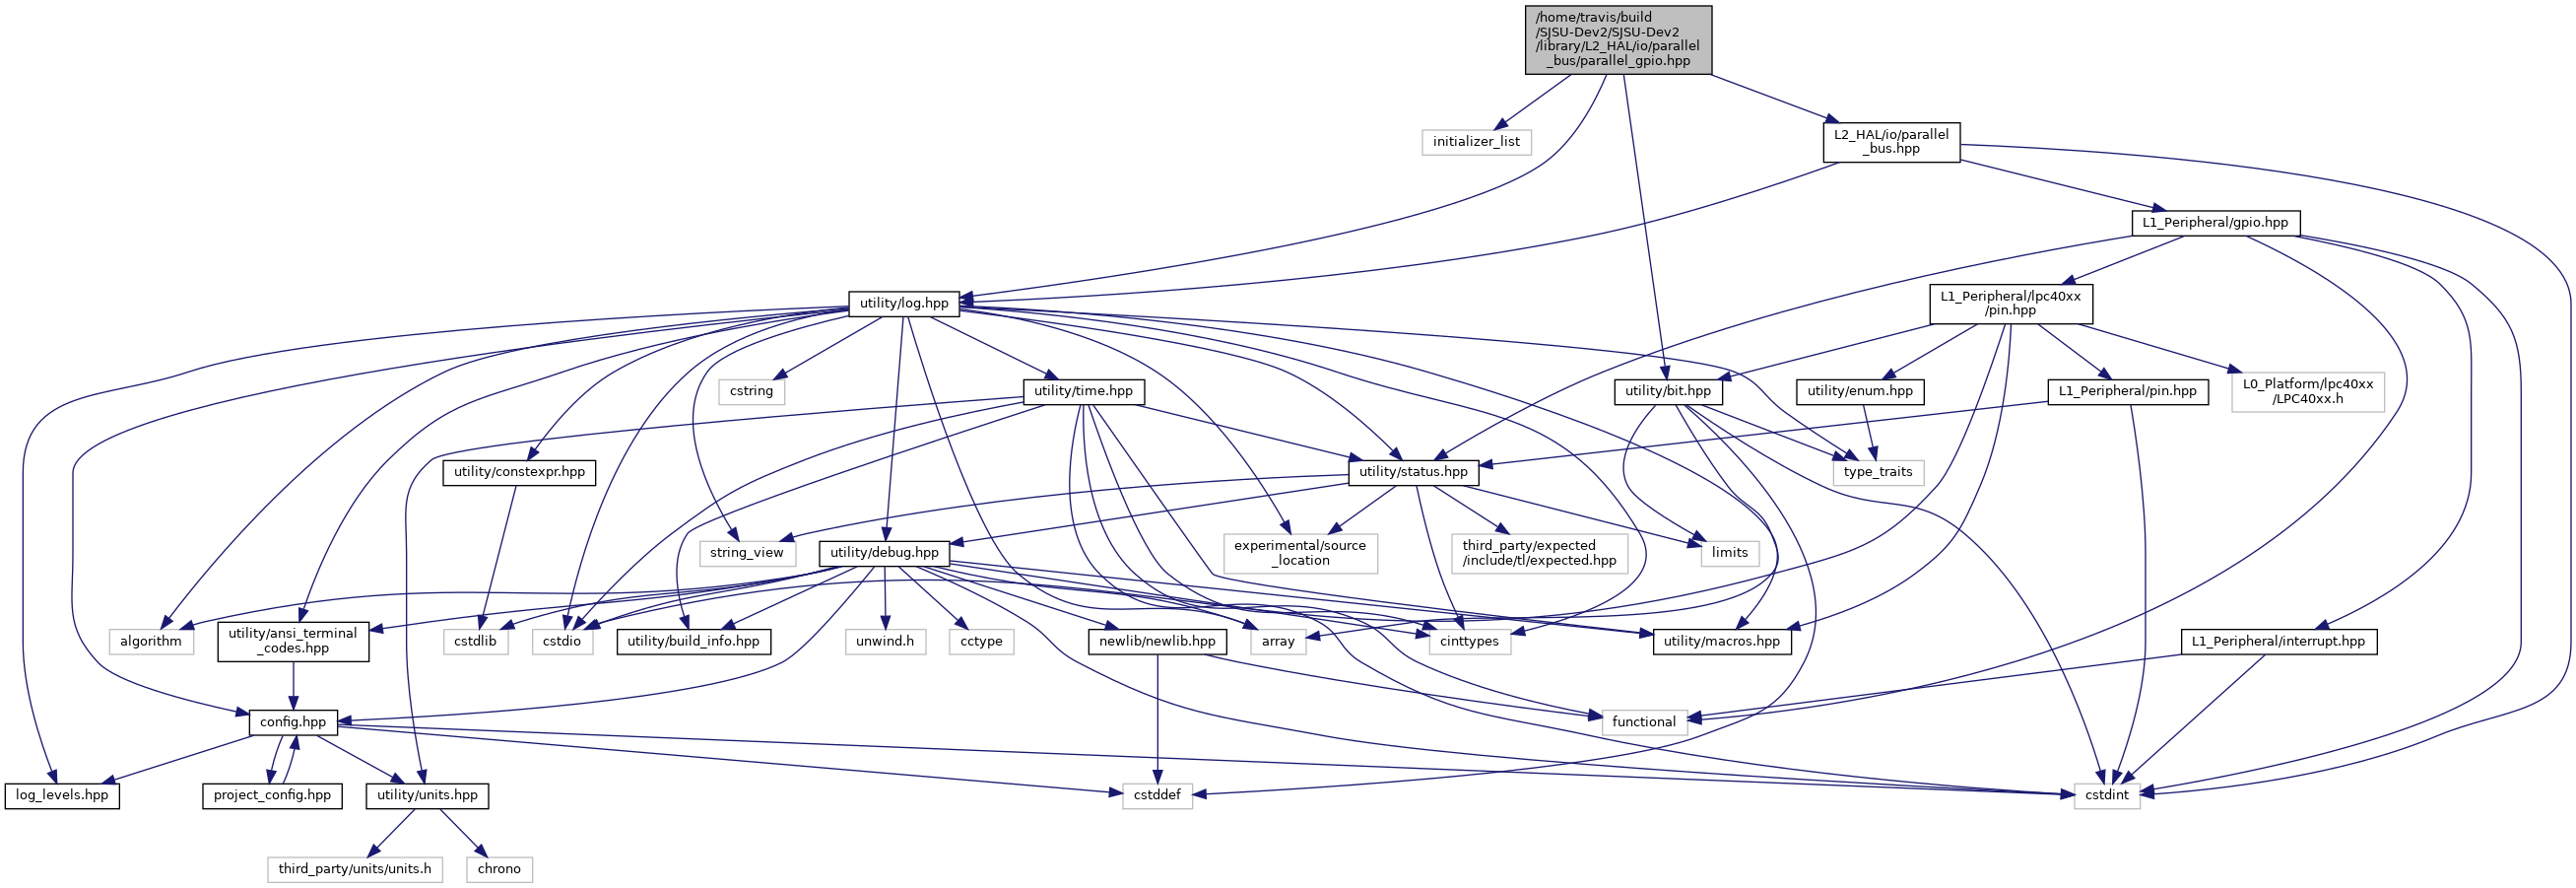 /home/travis/build
/SJSU-Dev2/SJSU-Dev2
/library/L2_HAL/io/parallel
_bus/parallel_gpio.hpp
initializer_list
L2_HAL/io/parallel
_bus.hpp
L1_Peripheral/gpio.hpp
utility/log.hpp
L1_Peripheral/lpc40xx
/pin.hpp
cstring
utility/time.hpp
utility/bit.hpp
utility/enum.hpp
L1_Peripheral/pin.hpp
L0_Platform/lpc40xx
/LPC40xx.h
utility/constexpr.hpp
utility/status.hpp
type_traits
string_view
utility/debug.hpp
experimental/source
_location
third_party/expected
/include/tl/expected.hpp
limits
algorithm
utility/ansi_terminal
_codes.hpp
cstdlib
cstdio
utility/build_info.hpp
unwind.h
cctype
newlib/newlib.hpp
array
cinttypes
utility/macros.hpp
L1_Peripheral/interrupt.hpp
config.hpp
functional
log_levels.hpp
project_config.hpp
utility/units.hpp
cstddef
cstdint
third_party/units/units.h
chrono